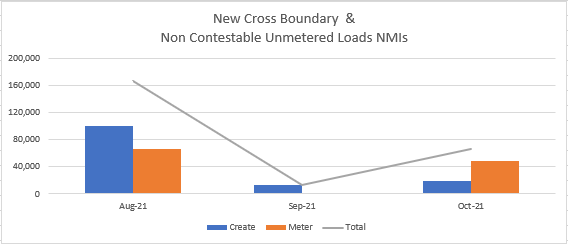 New Cross Boundary &
Non Contestable Unmetered Loads NMIs
200,000
160,000
120,000
80,000
40,000
0
Aug-21 Sep-21 Oct-21
Create Meter Total